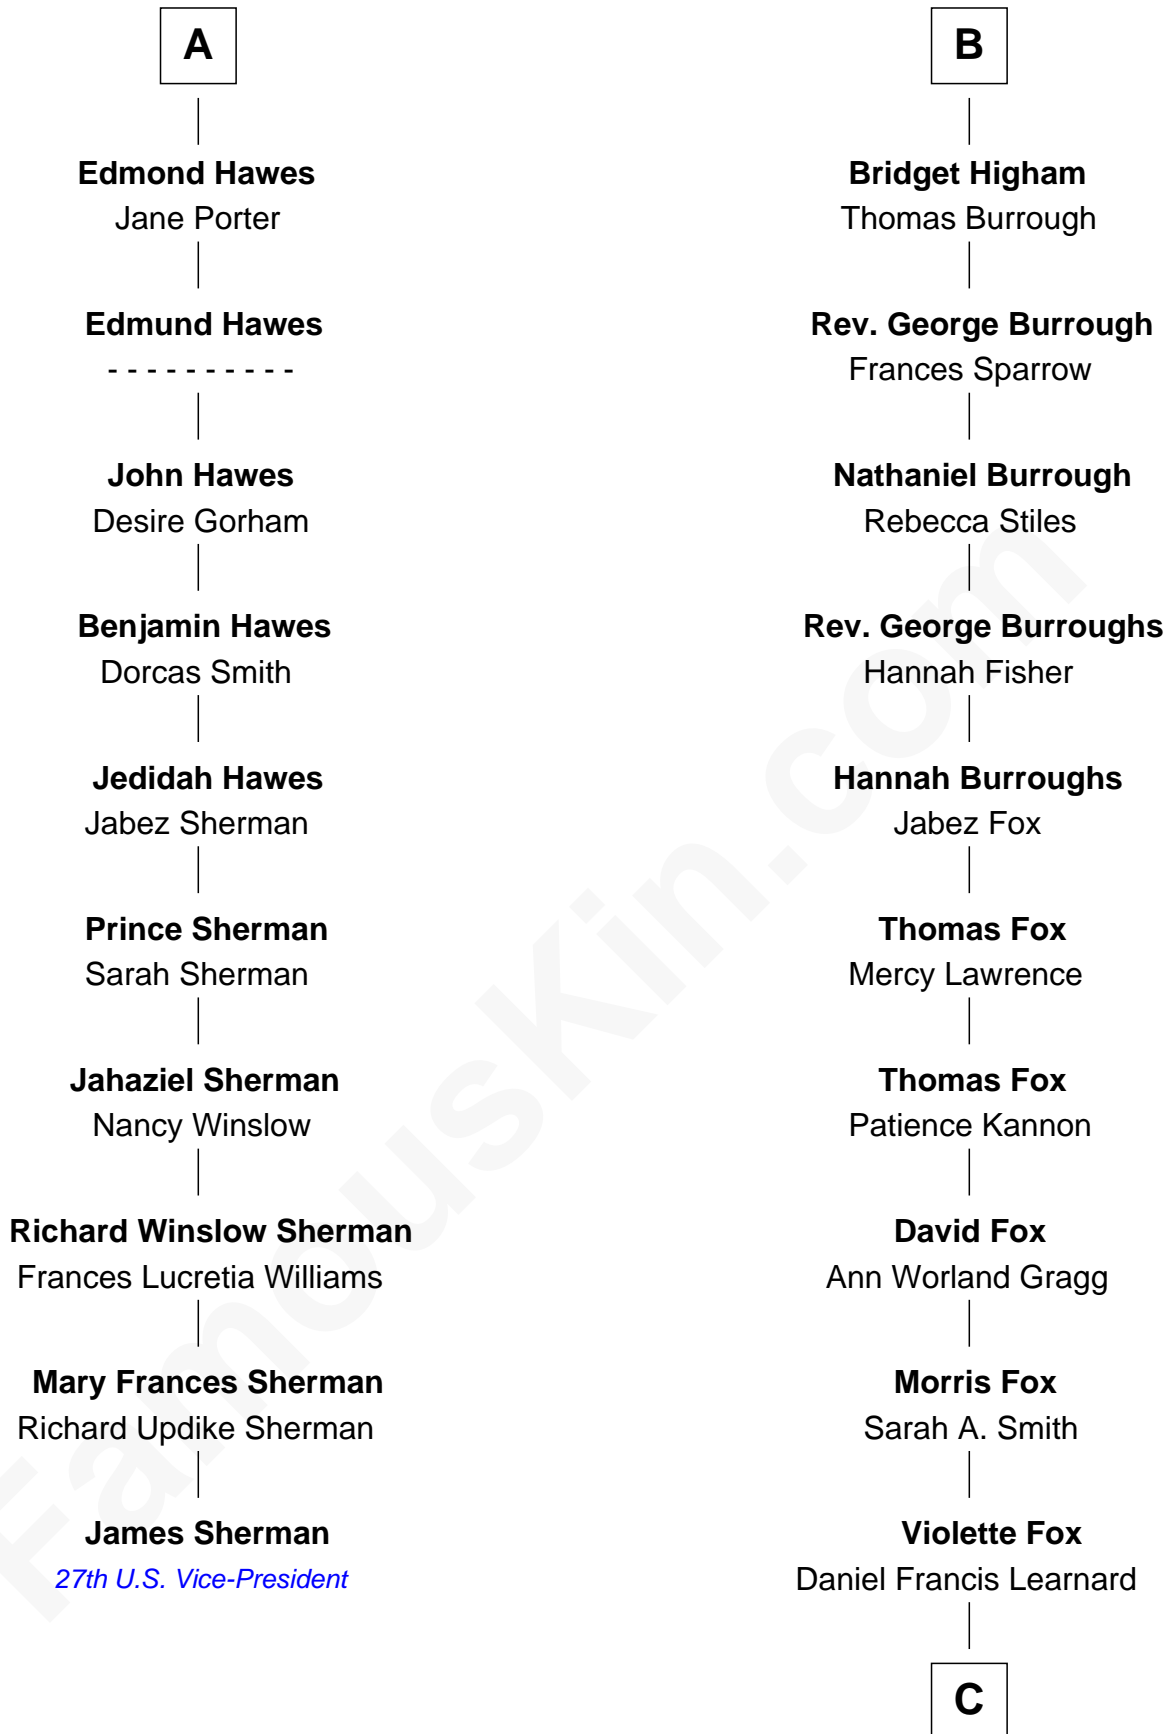 A
Edmond Hawes
Jane Porter
Edmund Hawes
- - - - - - - - - -
John Hawes
Desire Gorham
Benjamin Hawes
Dorcas Smith
Jedidah Hawes
Jabez Sherman
Prince Sherman
Sarah Sherman
Jahaziel Sherman
Nancy Winslow
Richard Winslow Sherman
Frances Lucretia Williams
Mary Frances Sherman
Richard Updike Sherman
James Sherman
27th U.S. Vice-President
B
Bridget Higham
Thomas Burrough
Rev. George Burrough
Frances Sparrow
Nathaniel Burrough
Rebecca Stiles
Rev. George Burroughs
Hannah Fisher
Hannah Burroughs
Jabez Fox
Thomas Fox
Mercy Lawrence
Thomas Fox
Patience Kannon
David Fox
Ann Worland Gragg
Morris Fox
Sarah A. Smith
Violette Fox
Daniel Francis Learnard
C
FamousKin.com